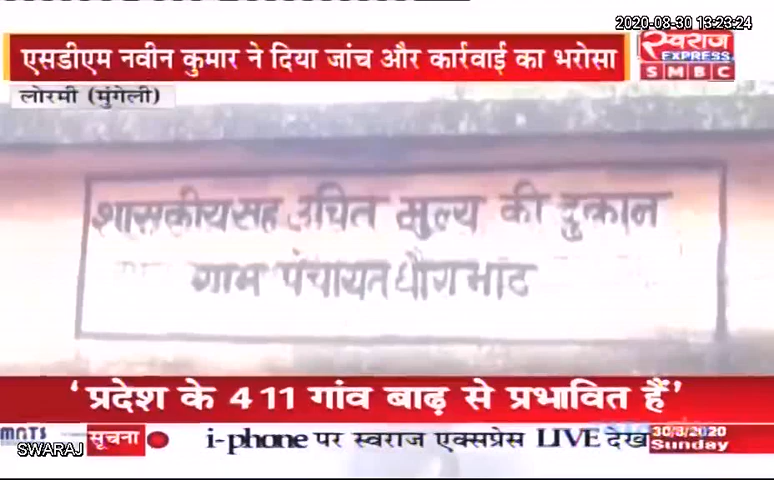 2020-08-30 13:23:24
एसडीएम नवीन कुमार ने दिया जांच और कार्रवाई का भरोसा
स्वराज
EXPRESS
SMBC
लोरमी (मुंगेली)
शासकीयसह उचित मुल्य की दुकान
ग्राम पंचायत
'प्रदेश के 411 गांव बाढ़ से प्रभावित हैं'
सूचना
i-phone पर स्वराज एक्सप्रेस LIVE देख
30/8/2020
Sunday
SWARAJ